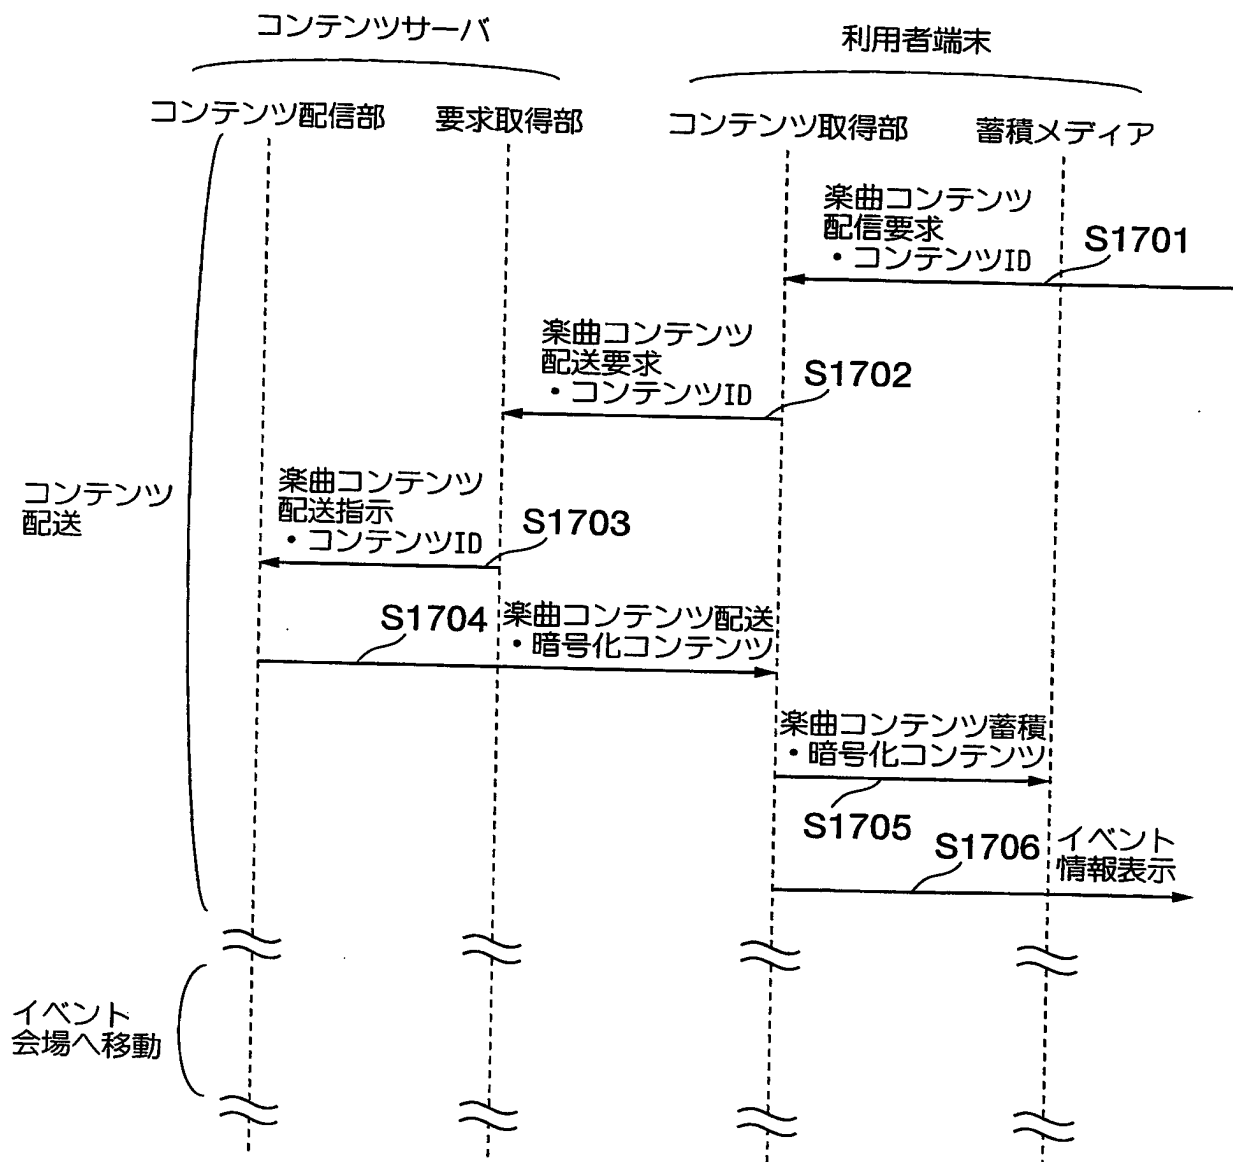 コンテンツサーバ
利用者端末
コンテンツ配信部
要求取得部
コンテンツ取得部
蓄積メディア
楽曲コンテンツ
配信要求
・コンテンツID
S1701
楽曲コンテンツ
配送要求
・コンテンツID
S1702
コンテンツ
配送
楽曲コンテンツ
配送指示
・コンテンツID
S1703
S1704
楽曲コンテンツ配送
・暗号化コンテンツ
楽曲コンテンツ蓄積
・暗号化コンテンツ
S1705
S1706
イベント
情報表示
イベント
会場へ移動